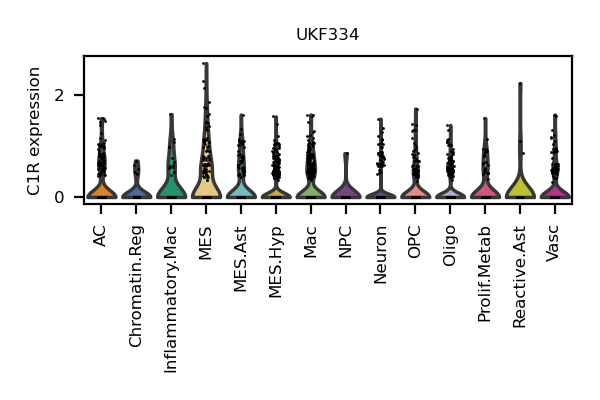 UKF334
C1R expression
2
0
AC
Chromatin.Reg
Inflammatory.Mac
MES
MES.Ast
MES.Hyp
Mac
NPC
Neuron
OPC
Oligo
Prolif.Metab
Reactive.Ast
Vasc